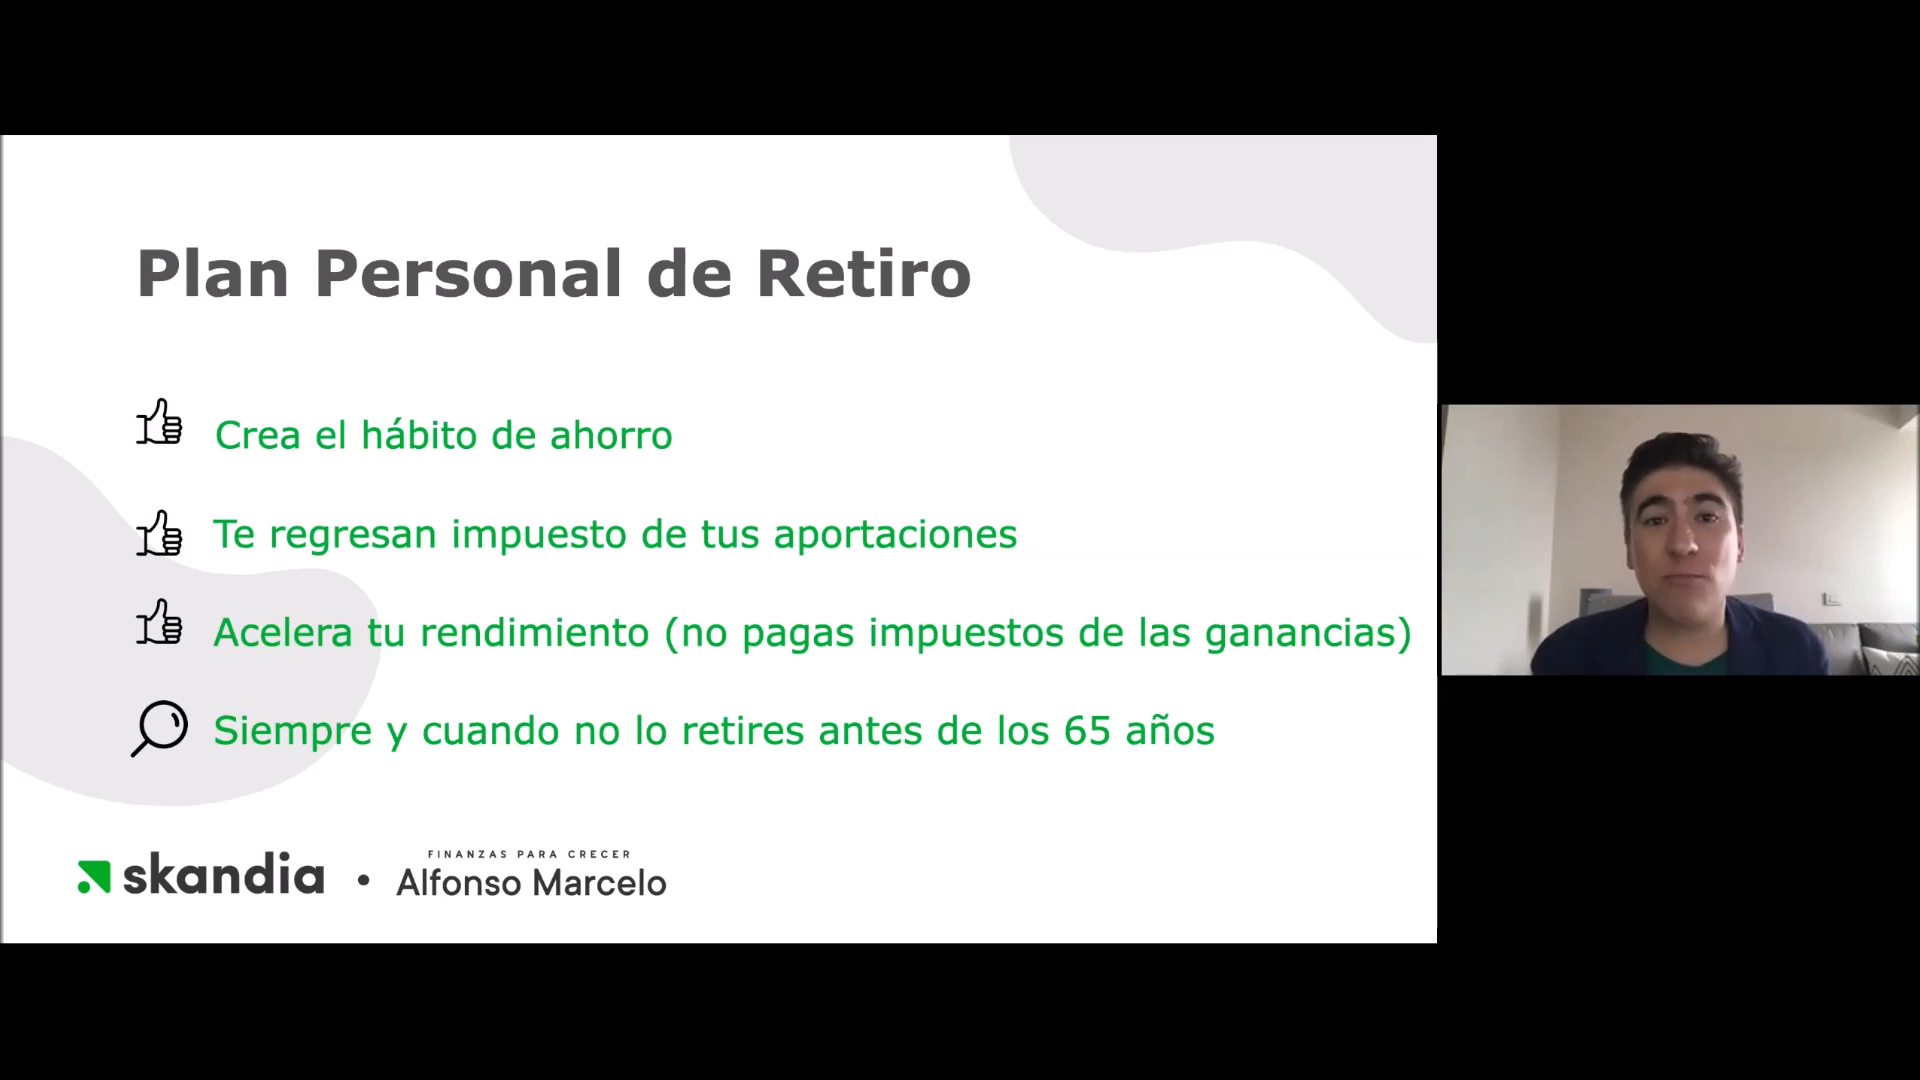 Plan Personal de Retiro
Crea el hábito de ahorro
Te regresan impuesto de tus aportaciones
Acelera tu rendimiento (no pagas impuestos de las ganancias)
Siempre y cuando no lo retires antes de los 65 años
skandia
FINANZAS PARA CRECER
Alfonso Marcelo